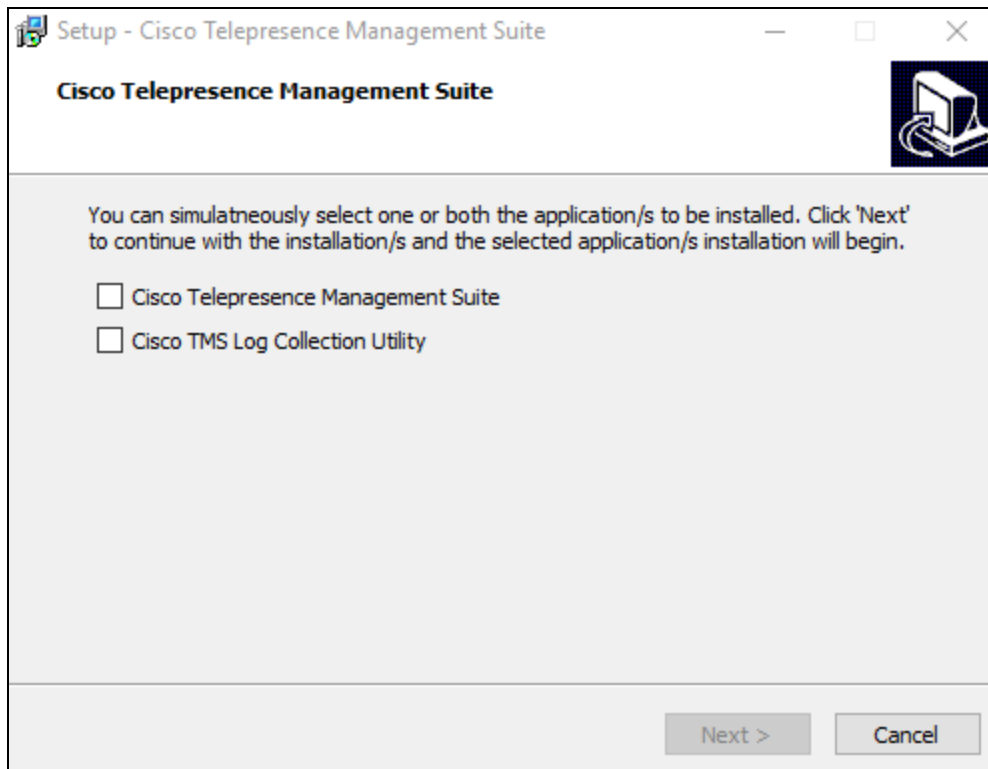 Setup - Cisco Telepresence Management Suite
Cisco Telepresence Management Suite
You can simulatneously select one or both the application/s to be installed. Click 'Next'
to continue with the installation/s and the selected application/s installation will begin.
Cisco Telepresence Management Suite
Cisco TMS Log Collection Utility
Next >
Cancel